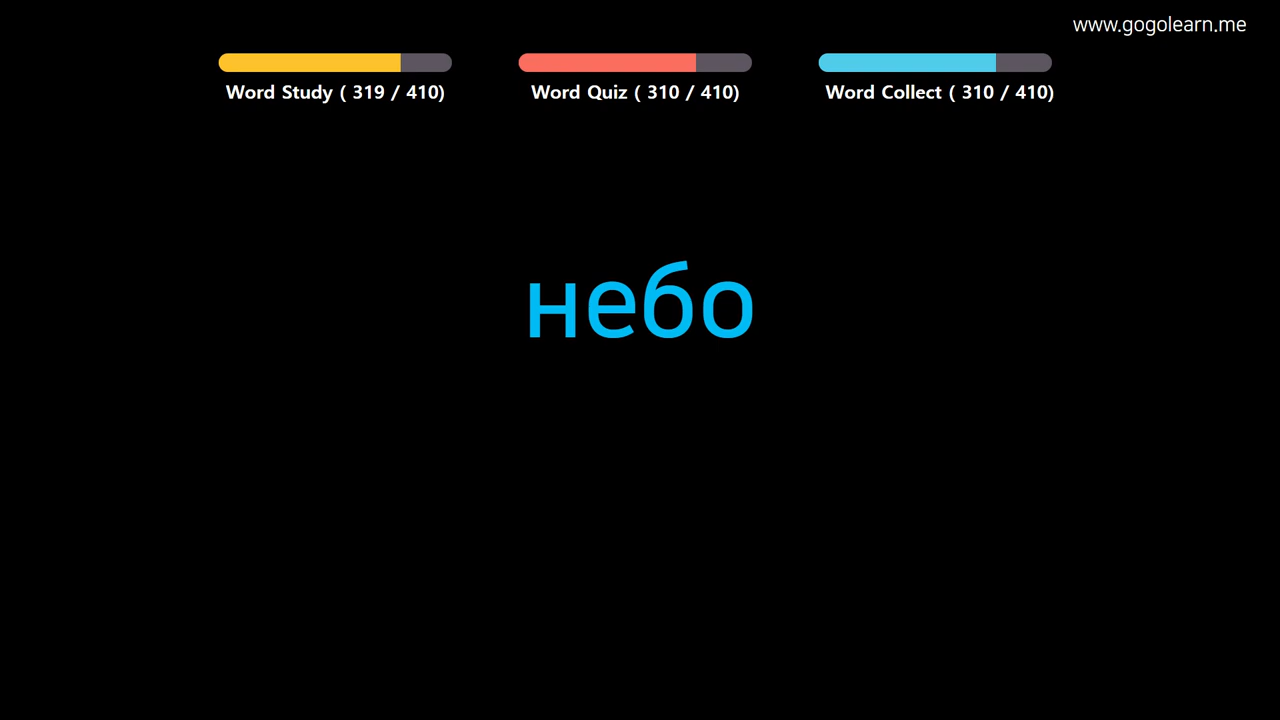 www.gogolearn.me
Word Study ( 319 / 410)
Word Quiz ( 310 / 410)
Word Collect ( 310 / 410)
небо